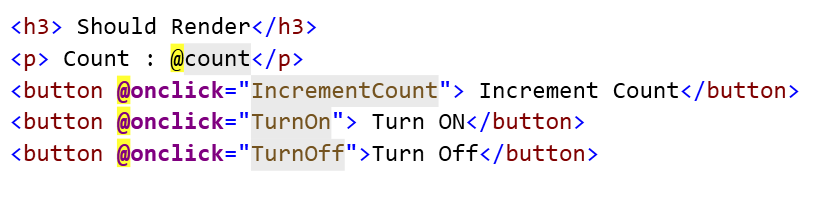 <h3> Should Render</h3>
<p> Count : @count</p>
<button @onclick="IncrementCount"> Increment Count</button>
<button @onclick="TurnOn"> Turn ON</button>
<button @onclick="TurnOff">Turn Off</button>